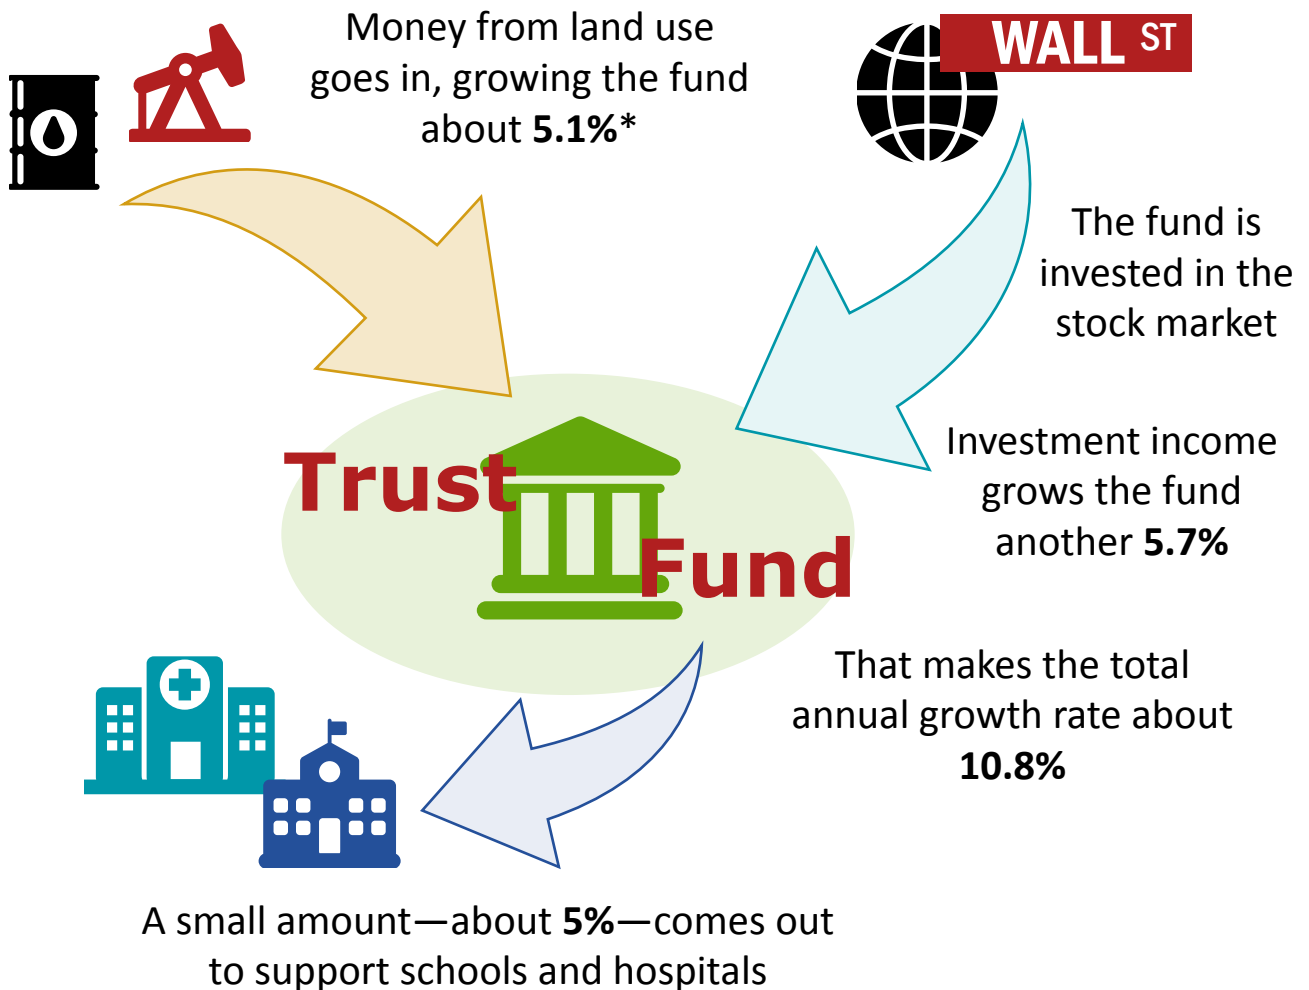 Money from land use
goes in, growing the fund
about 5.1%*
WALL ST
The fund is
invested in the
stock market
Trust
Fund
Investment income
grows the fund
another 5.7%
That makes the total
annual growth rate about
10.8%
A small amount—about 5%—comes out
to support schools and hospitals